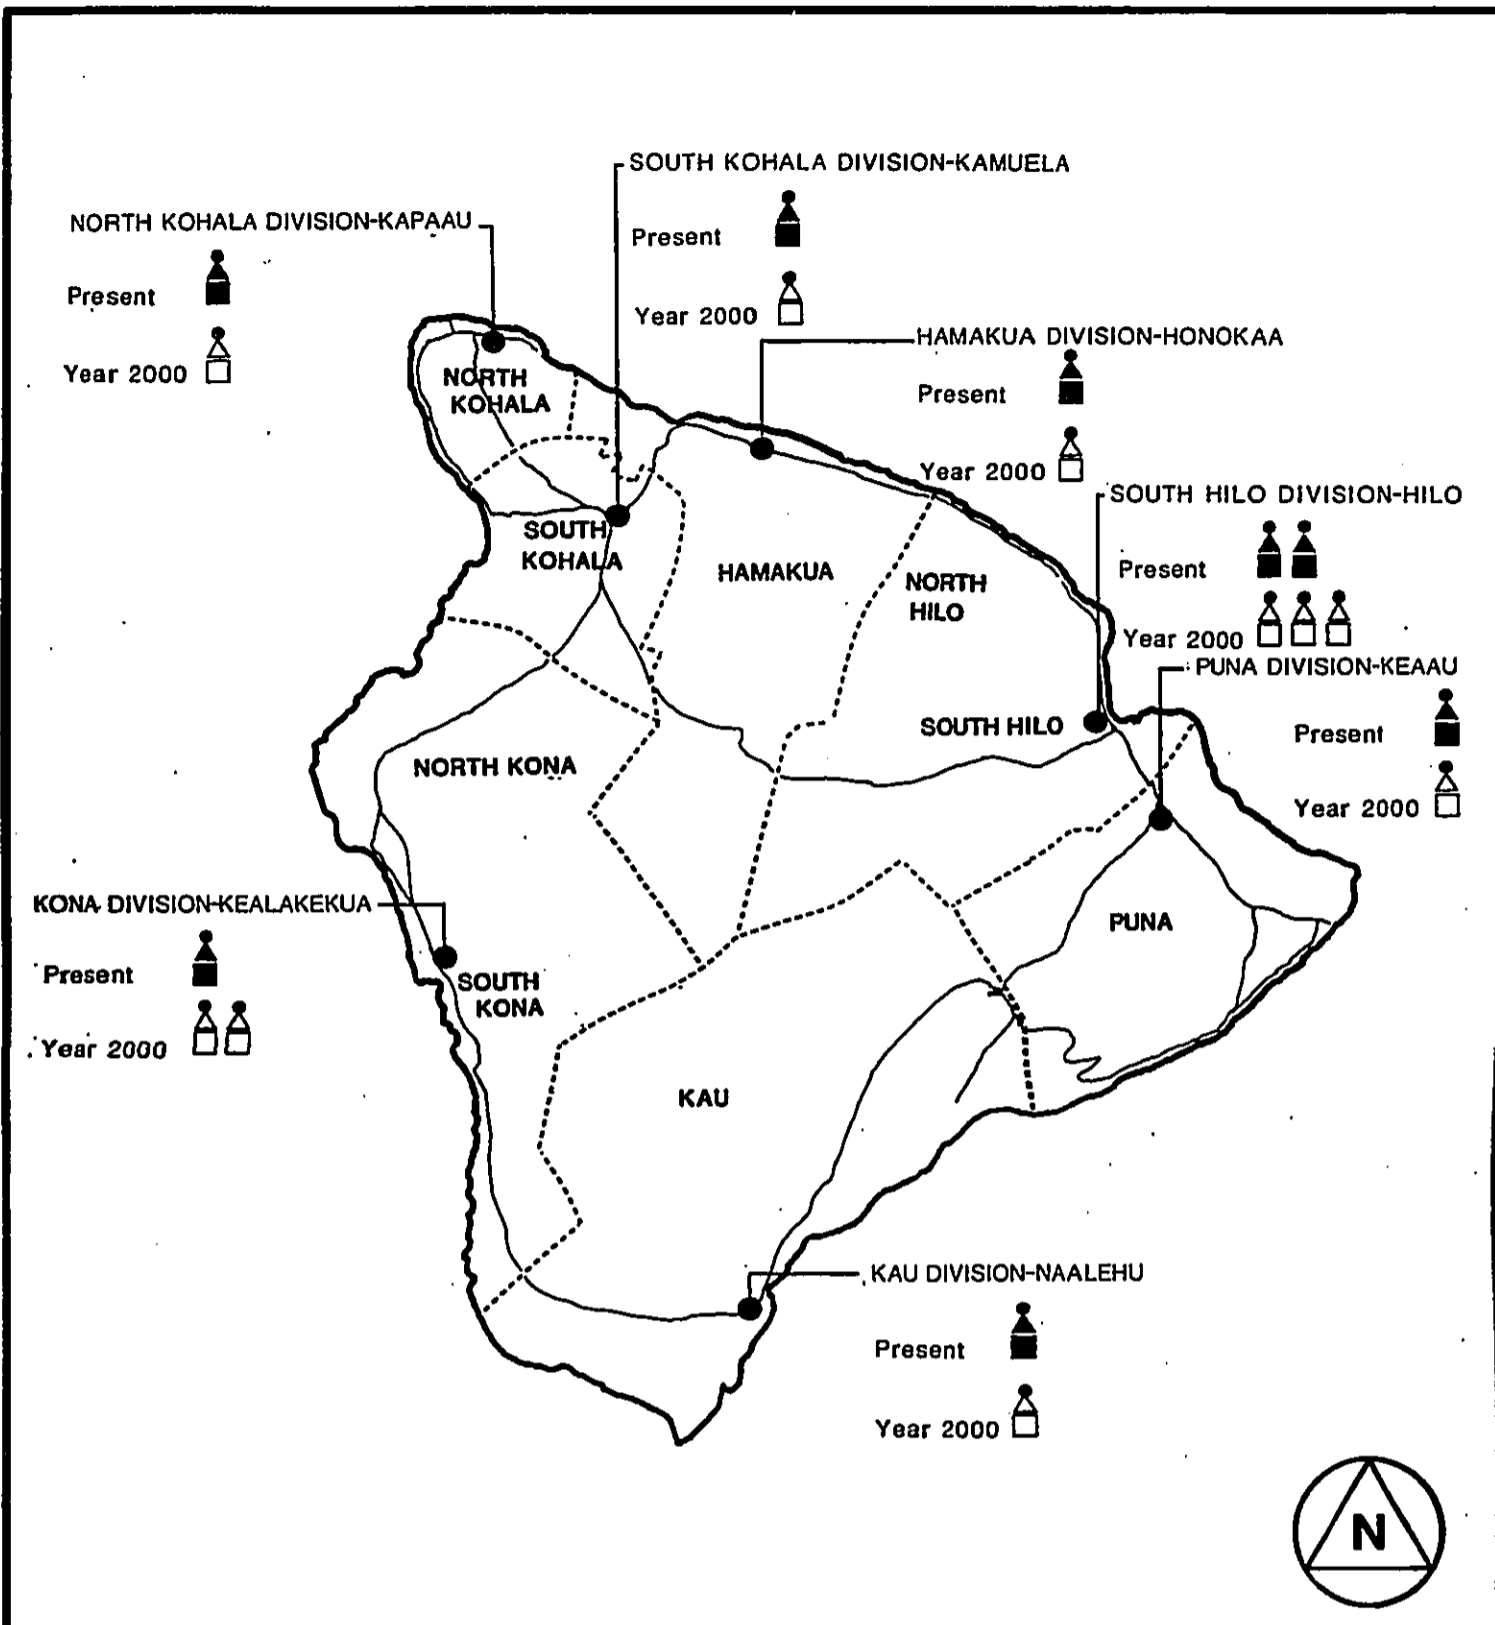 SOUTH KOHALA DIVISION-KAMUELA
Present
Year 2000
NORTH KOHALA DIVISION-KAPAAU
Present
Year 2000
HAMAKUA DIVISION-HONOKAA
Present
Year 2000
SOUTH HILO DIVISION-HILO
Present
Year 2000
PUNA DIVISION-KEAAU
Present
Year 2000
NORTH
KOHALA
SOUTH
KOHALA
HAMAKUA
NORTH
HILO
SOUTH HILO
NORTH KONA
PUNA
KONA DIVISION-KEALAKEKUA
Present
Year 2000
SOUTH
KONA
KAU
KAU DIVISION-NAALEHU
Present
Year 2000
N